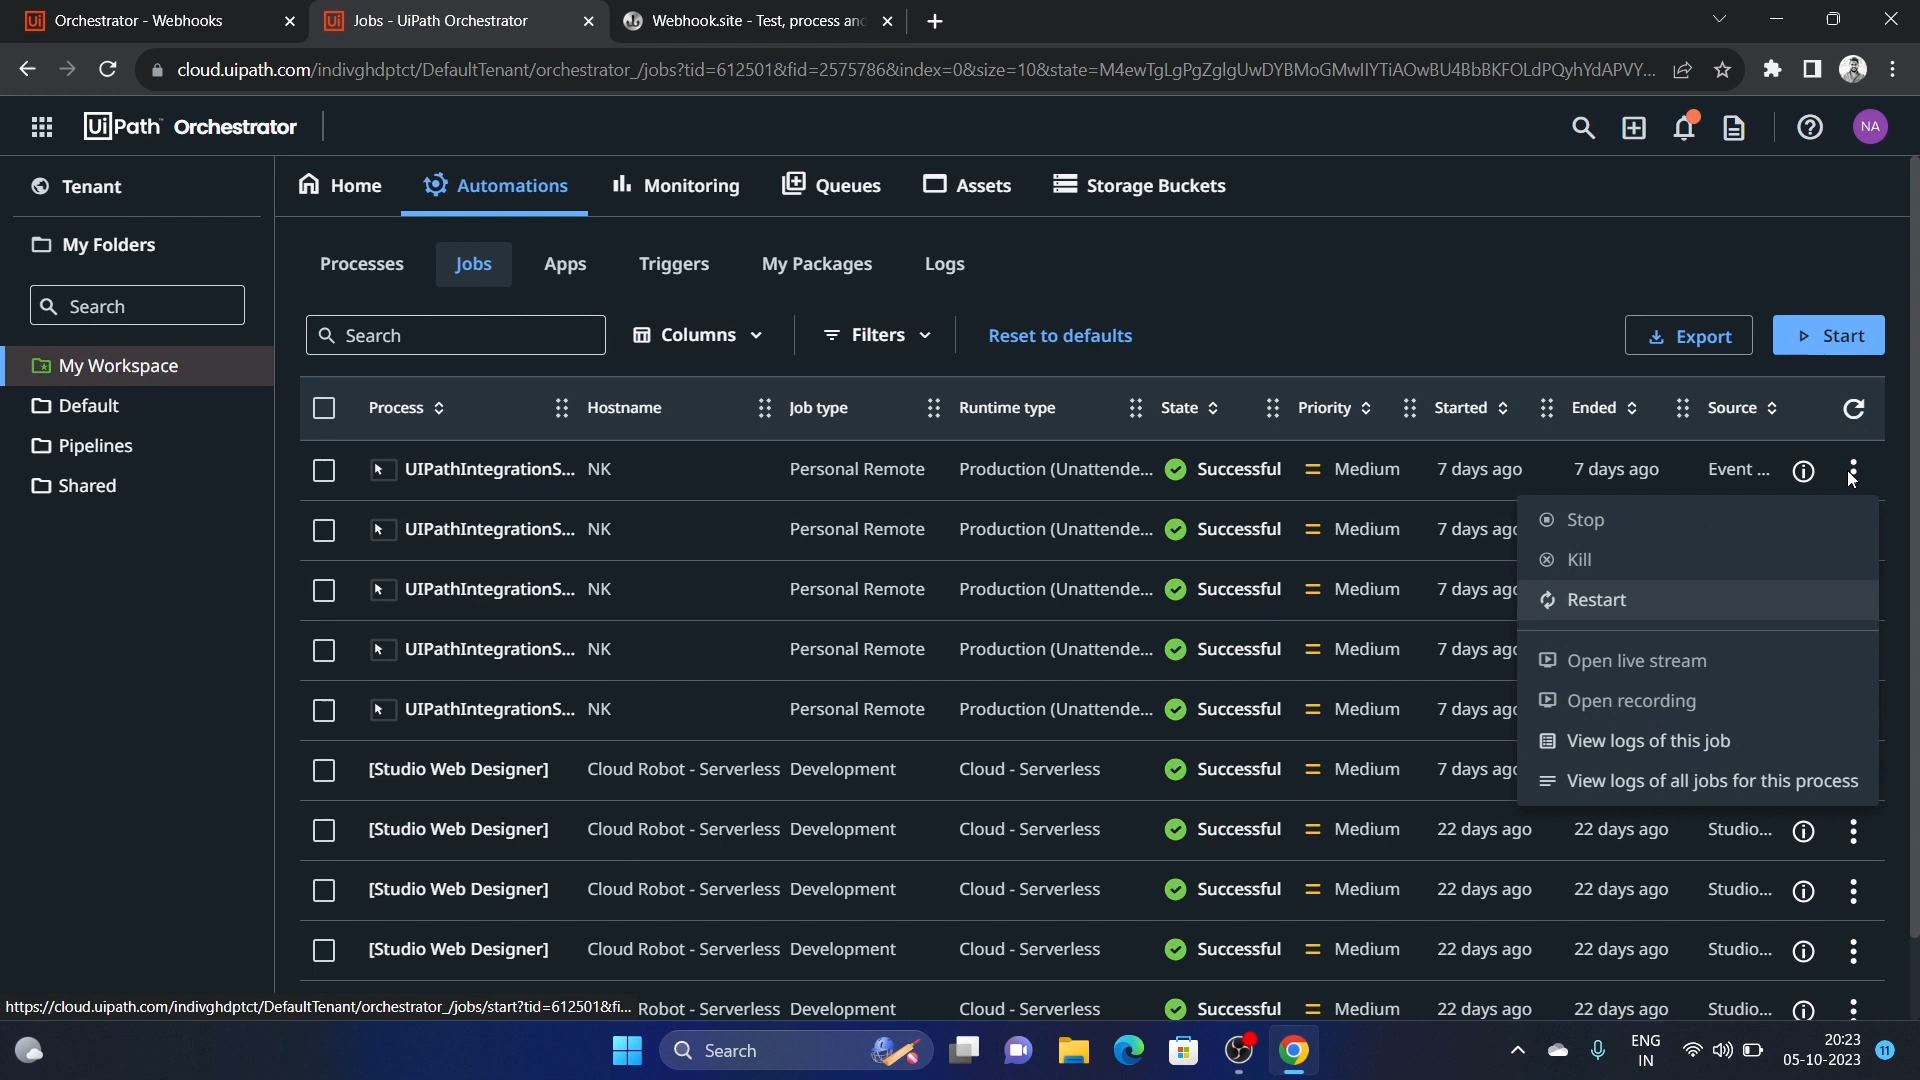 Orchestrator - Webhooks
Jobs - UiPath Orchestrator
Webhook.site - Test, process and
cloud.uipath.com/indivghdptct/DefaultTenant/orchestrator_/jobs?tid=612501&fid=2575786&index=0&size=10&state=M4ewTgLgPgZglgUwDYBMoGMwIIYTiAOwBU4BbBKFOLdPQyhYdAPVY...
UiPath Orchestrator
NA
Tenant
Home
Automations
Monitoring
Queues
Assets
Storage Buckets
My Folders
Search
My Workspace
Default
Pipelines
Shared
Processes
Jobs
Apps
Triggers
My Packages
Logs
Search
Columns
Filters
Reset to defaults
Export
Start
Process Hostname Job type Runtime type State Priority Started Ended Source
UIPathIntegrationS... NK Personal Remote Production (Unattende... Successful Medium 7 days ago 7 days ago Event ...
UIPathIntegrationS... NK Personal Remote Production (Unattende... Successful Medium 7 days ago
UIPathIntegrationS... NK Personal Remote Production (Unattende... Successful Medium 7 days ago
UIPathIntegrationS... NK Personal Remote Production (Unattende... Successful Medium 7 days ago
UIPathIntegrationS... NK Personal Remote Production (Unattende... Successful Medium 7 days ago
[Studio Web Designer] Cloud Robot - Serverless Development Cloud - Serverless Successful Medium 7 days ago
[Studio Web Designer] Cloud Robot - Serverless Development Cloud - Serverless Successful Medium 22 days ago 22 days ago Studio...
[Studio Web Designer] Cloud Robot - Serverless Development Cloud - Serverless Successful Medium 22 days ago 22 days ago Studio...
[Studio Web Designer] Cloud Robot - Serverless Development Cloud - Serverless Successful Medium 22 days ago 22 days ago Studio...
Robot - Serverless Development Cloud - Serverless Successful Medium 22 days ago 22 days ago Studio...
Stop
Kill
Restart
Open live stream
Open recording
View logs of this job
View logs of all jobs for this process
https://cloud.uipath.com/indivghdptct/DefaultTenant/orchestrator_/jobs/start?tid=612501&fi...
Search
ENG
IN
20:23
05-10-2023
11